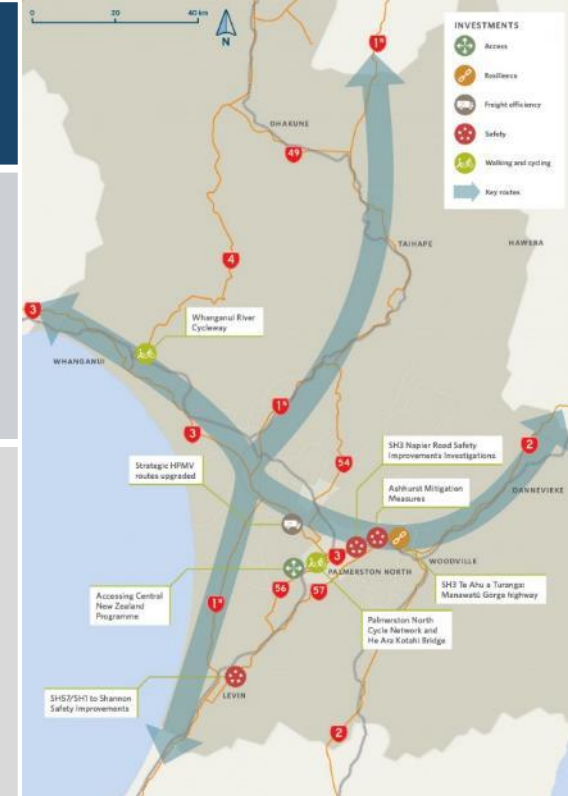 0
20
40 km
N
INVESTMENTS
Access
Resilience
Freight efficiency
Safety
Walking and cycling
Key routes
1ᴺ
OHAKUNE
49
TAIHAPE
HAWERA
4
3
Whanganui River
Cycleway
WHANGANUI
1ᴺ
3
2
54
SH3 Napier Road Safety
Improvements Investigations
Strategic HPMV
routes upgraded
Ashhurst Mitigation
Measures
DANNEVIRKE
3
WOODVILLE
PALMERSTON NORTH
SH3 Te Ahu a Turanga:
Manawatū Gorge highway
Accessing Central
New Zealand
Programme
56
57
1ᴺ
Palmerston North
Cycle Network and
He Ara Kotahi Bridge
SH57/SH1 to Shannon
Safety Improvements
LEVIN
2